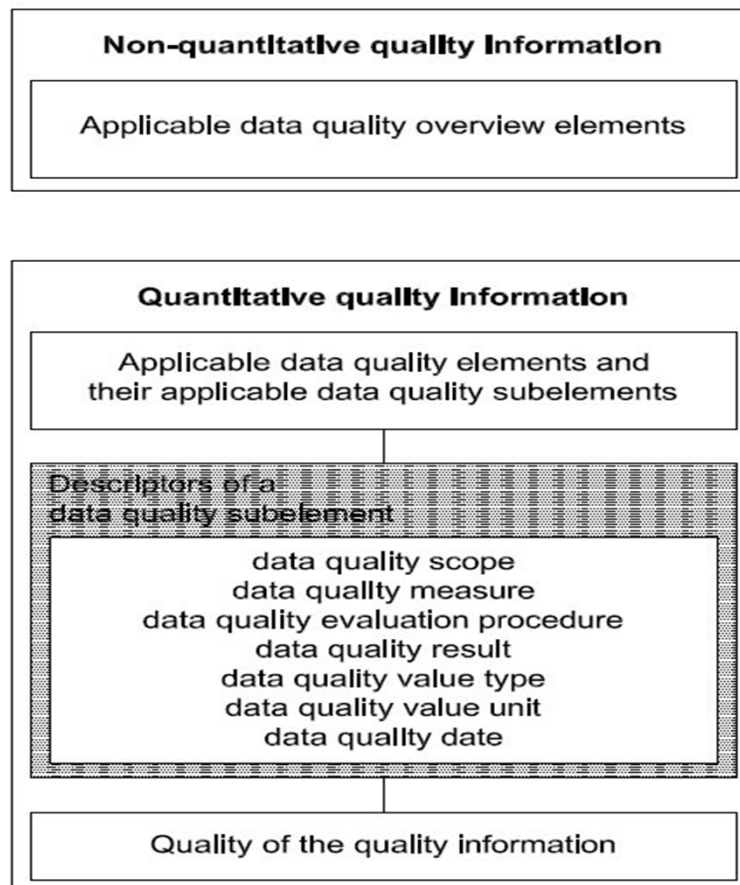 Non-quantitative quality Information
Applicable data quality overview elements
Quantitative quality Information
Applicable data quality elements and
their applicable data quality subelements
Descriptors of a
data quality subelement
data quality scope
data quality measure
data quality evaluation procedure
data quality result
data quality value type
data quality value unit
data quality date
Quality of the quality information